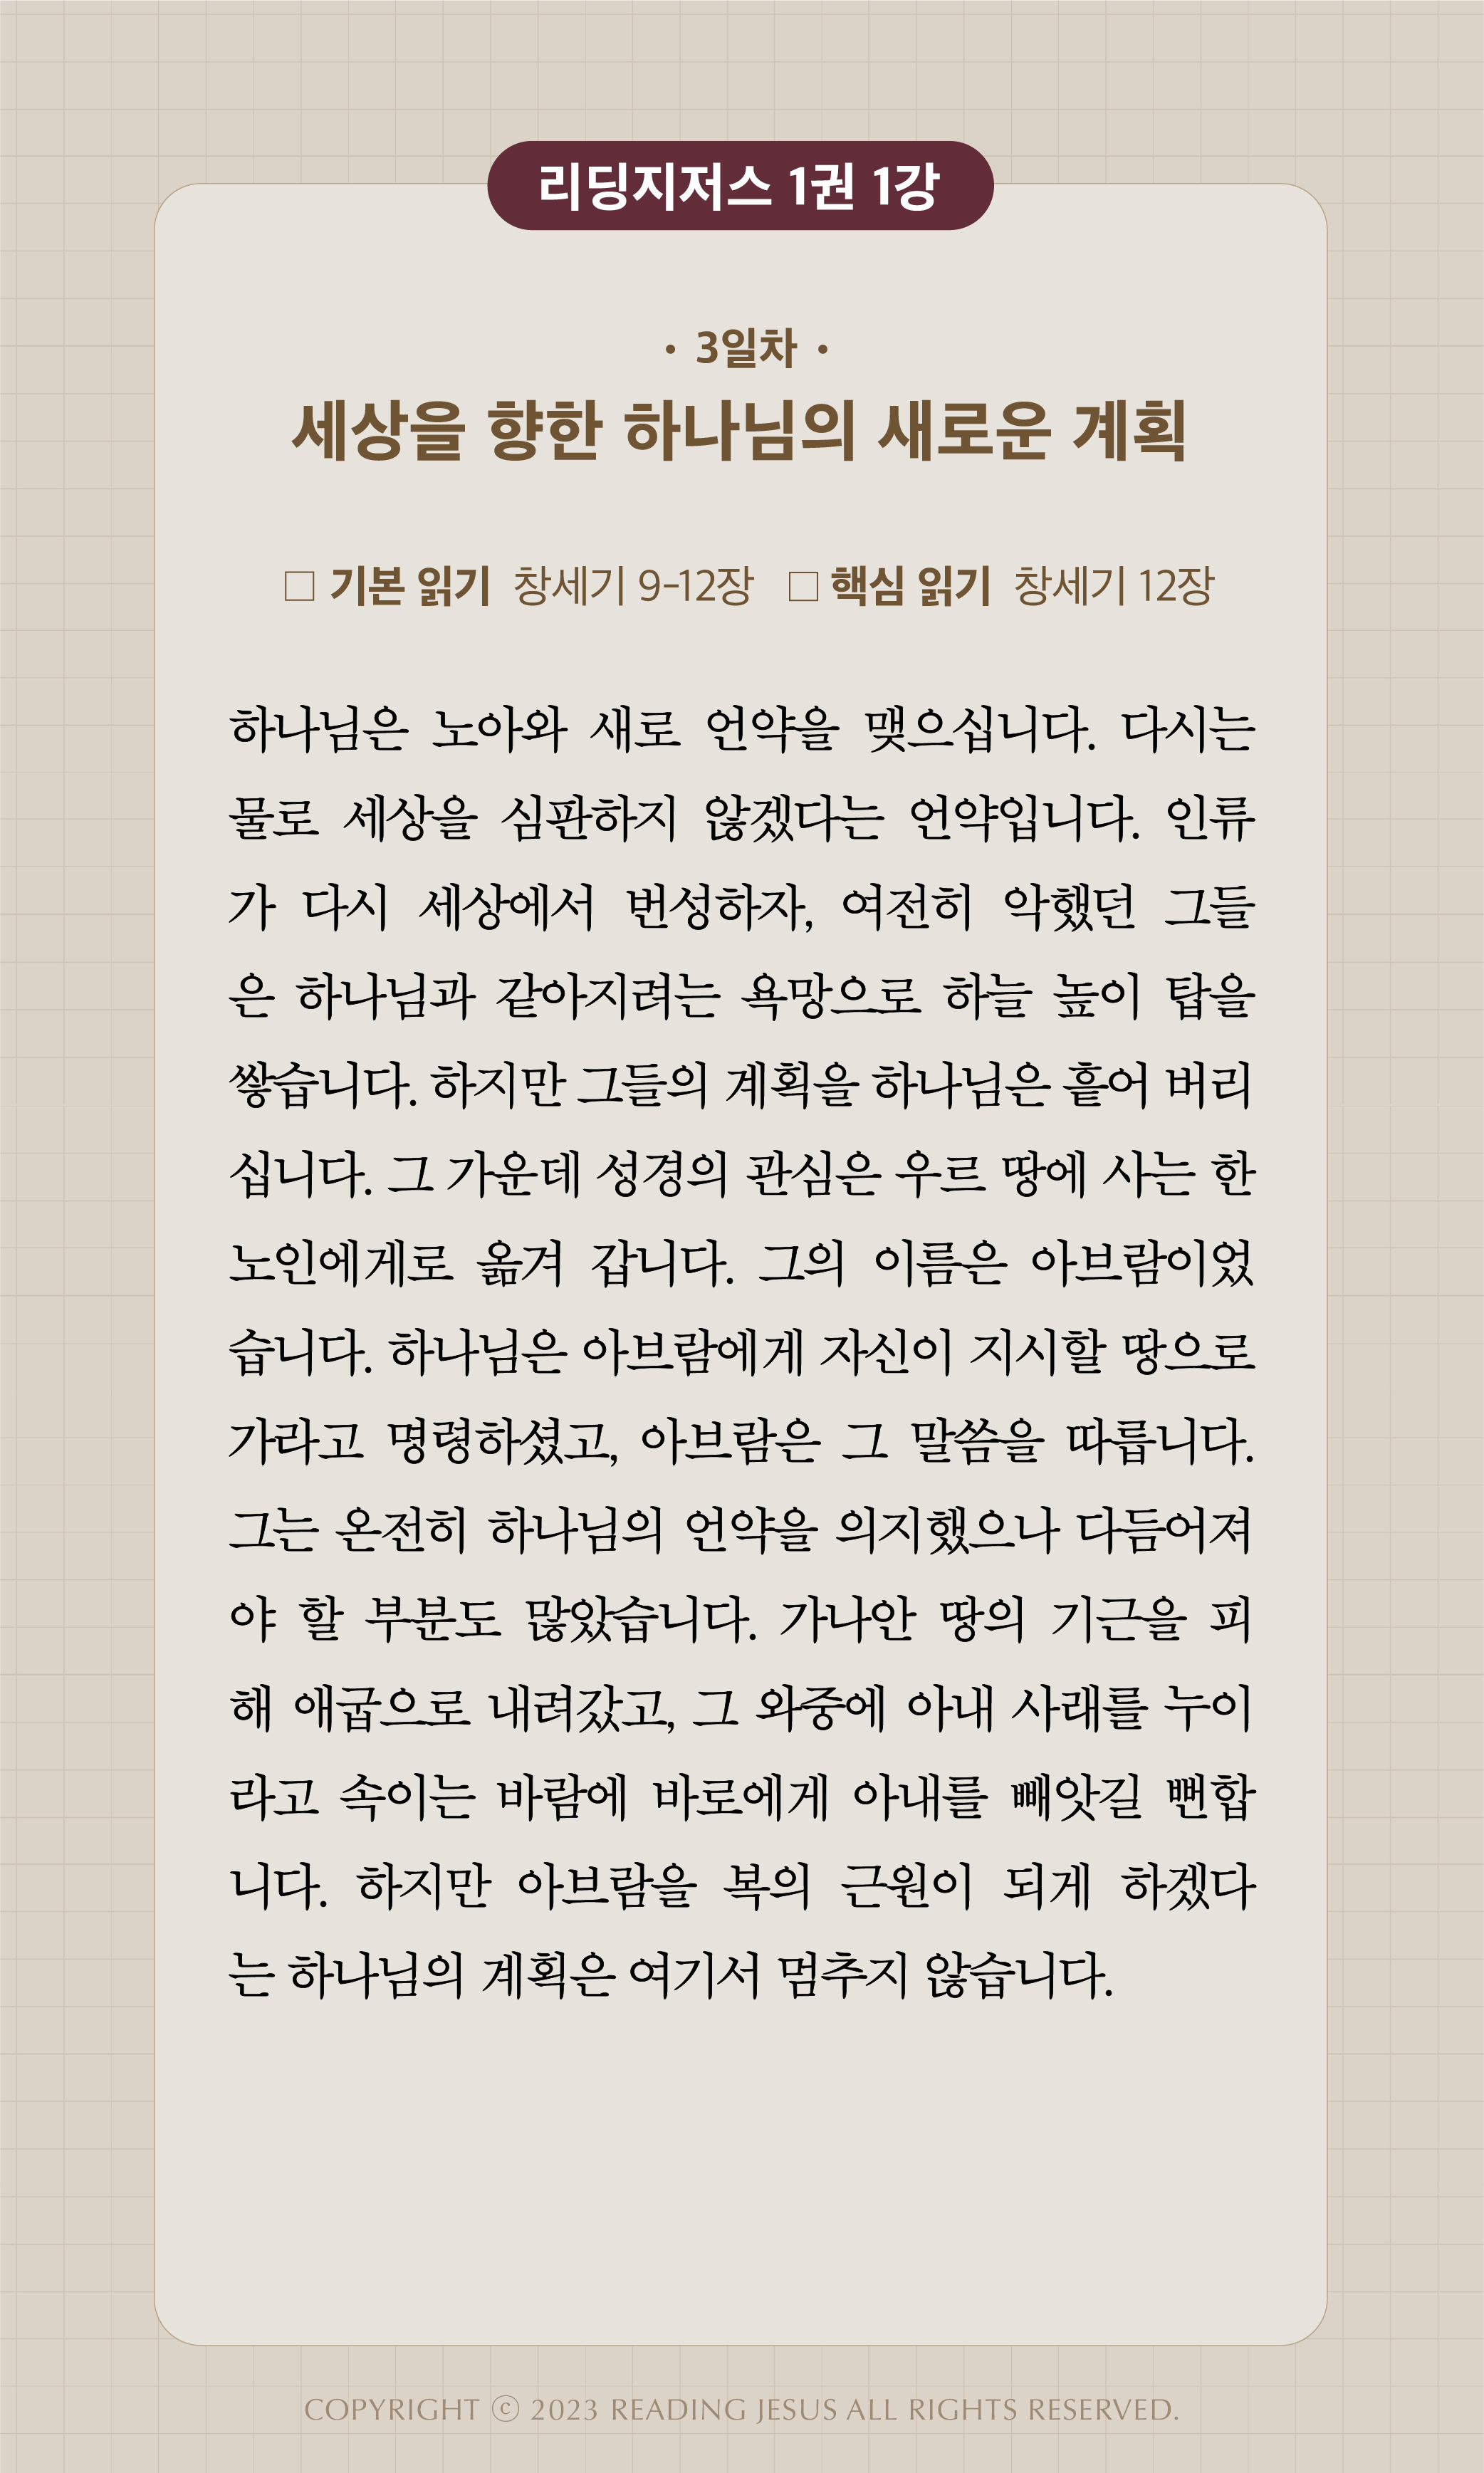 리딩지저스 1권 1강
· 3일차 ·
세상을 향한 하나님의 새로운 계획
□ 기본 읽기 창세기 9-12장 □ 핵심 읽기 창세기 12장
하나님은 노아와 새로 언약을 맺으십니다. 다시는
물로 세상을 심판하지 않겠다는 언약입니다. 인류
가 다시 세상에서 번성하자, 여전히 악했던 그들
은 하나님과 같아지려는 욕망으로 하늘 높이 탑을
쌓습니다. 하지만 그들의 계획을 하나님은 흩어 버리
십니다. 그 가운데 성경의 관심은 우르 땅에 사는 한
노인에게로 옮겨 갑니다. 그의 이름은 아브람이었
습니다. 하나님은 아브람에게 자신이 지시할 땅으로
가라고 명령하셨고, 아브람은 그 말씀을 따릅니다.
그는 온전히 하나님의 언약을 의지했으나 다듬어져
야 할 부분도 많았습니다. 가나안 땅의 기근을 피
해 애굽으로 내려갔고, 그 와중에 아내 사래를 누이
라고 속이는 바람에 바로에게 아내를 빼앗길 뻔합
니다. 하지만 아브람을 복의 근원이 되게 하겠다
는 하나님의 계획은 여기서 멈추지 않습니다.
COPYRIGHT ⓒ 2023 READING JESUS ALL RIGHTS RESERVED.